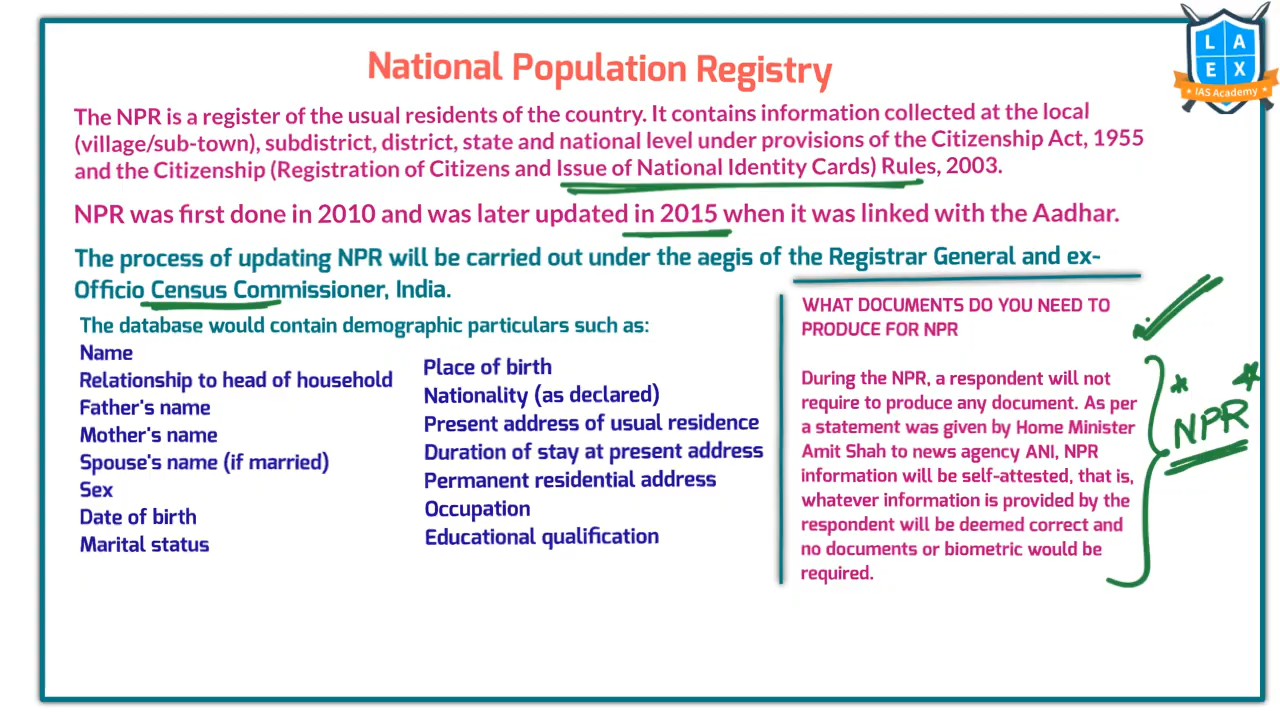 National Population Registry
L A
E X
IAS Academy
The NPR is a register of the usual residents of the country. It contains information collected at the local
(village/sub-town), subdistrict, district, state and national level under provisions of the Citizenship Act, 1955
and the Citizenship (Registration of Citizens and Issue of National Identity Cards) Rules, 2003.
NPR was first done in 2010 and was later updated in 2015 when it was linked with the Aadhar.
The process of updating NPR will be carried out under the aegis of the Registrar General and ex-
Officio Census Commissioner, India.
The database would contain demographic particulars such as:
Name
Relationship to head of household
Father's name
Mother's name
Spouse's name (if married)
Sex
Date of birth
Marital status
Place of birth
Nationality (as declared)
Present address of usual residence
Duration of stay at present address
Permanent residential address
Occupation
Educational qualification
WHAT DOCUMENTS DO YOU NEED TO
PRODUCE FOR NPR
During the NPR, a respondent will not
require to produce any document. As per
a statement was given by Home Minister
Amit Shah to news agency ANI, NPR
information will be self-attested, that is,
whatever information is provided by the
respondent will be deemed correct and
no documents or biometric would be
required.
NPR